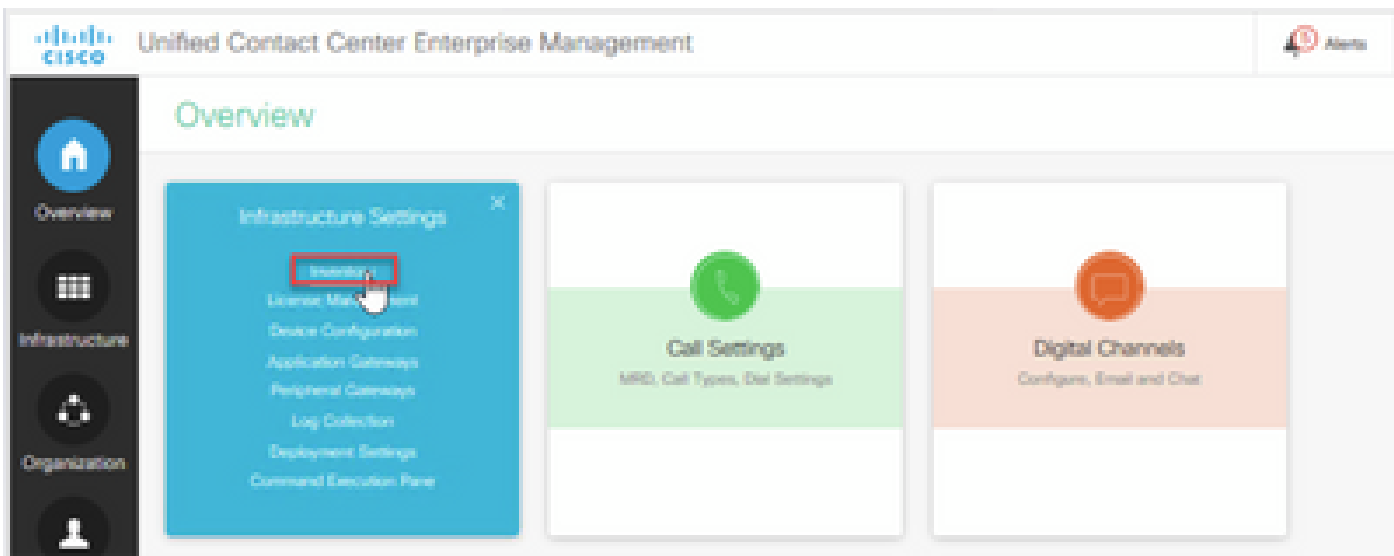 CISCO Unified Contact Center Enterprise Management
5 Alerts
Overview
Overview
Infrastructure
Organization
Infrastructure Settings
Inventory
License Management
Device Configuration
Application Gateways
Peripheral Gateways
Log Collection
Deployment Settings
Command Execution Pane
Call Settings
MRD, Call Types, Dial Settings
Digital Channels
Configure, Email and Chat